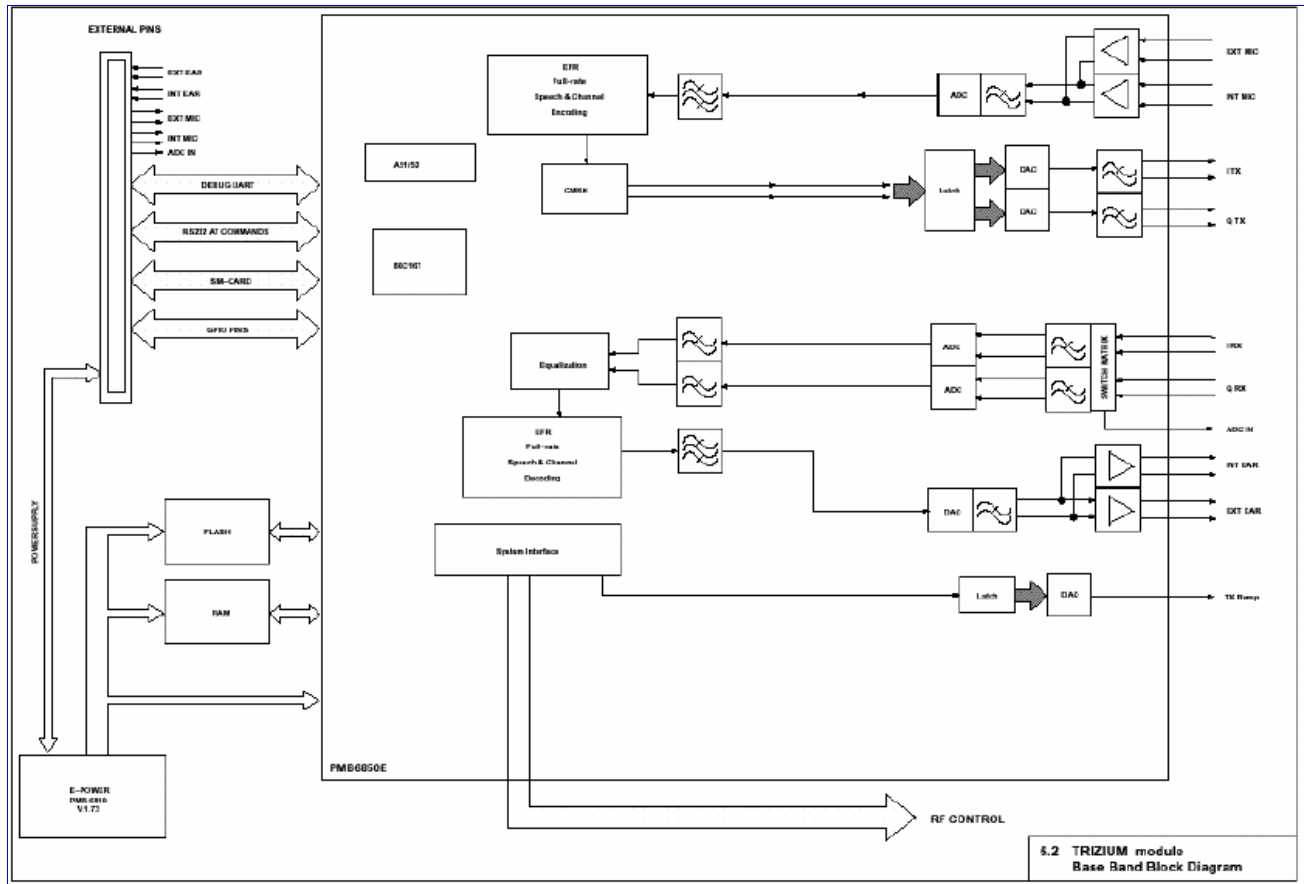 EXTERNAL PINS
EXT EAR
INT EAR
EXT MIC
INT MIC
ADC IN
DEBUG UART
RS232 AT COMMANDS
SIM-CARD
GPIO PINS
POWERSUPPLY
FLASH
RAM
E-POWER
V.1.73
EFR
Full-rate
Speech & Channel
Encoding
GMSK
Equalization
EFR
Full-rate
Speech & Channel
Decoding
System Interface
PMB6850E
ADC
Latch
DAC
DAC
ADC
ADC
SWITCH MATRIX
DAC
Latch
DAC
EXT MIC
INT MIC
I TX
Q TX
I RX
Q RX
ADC IN
INT EAR
EXT EAR
TX Ramp
RF CONTROL
TRIZIUM module
Base Band Block Diagram